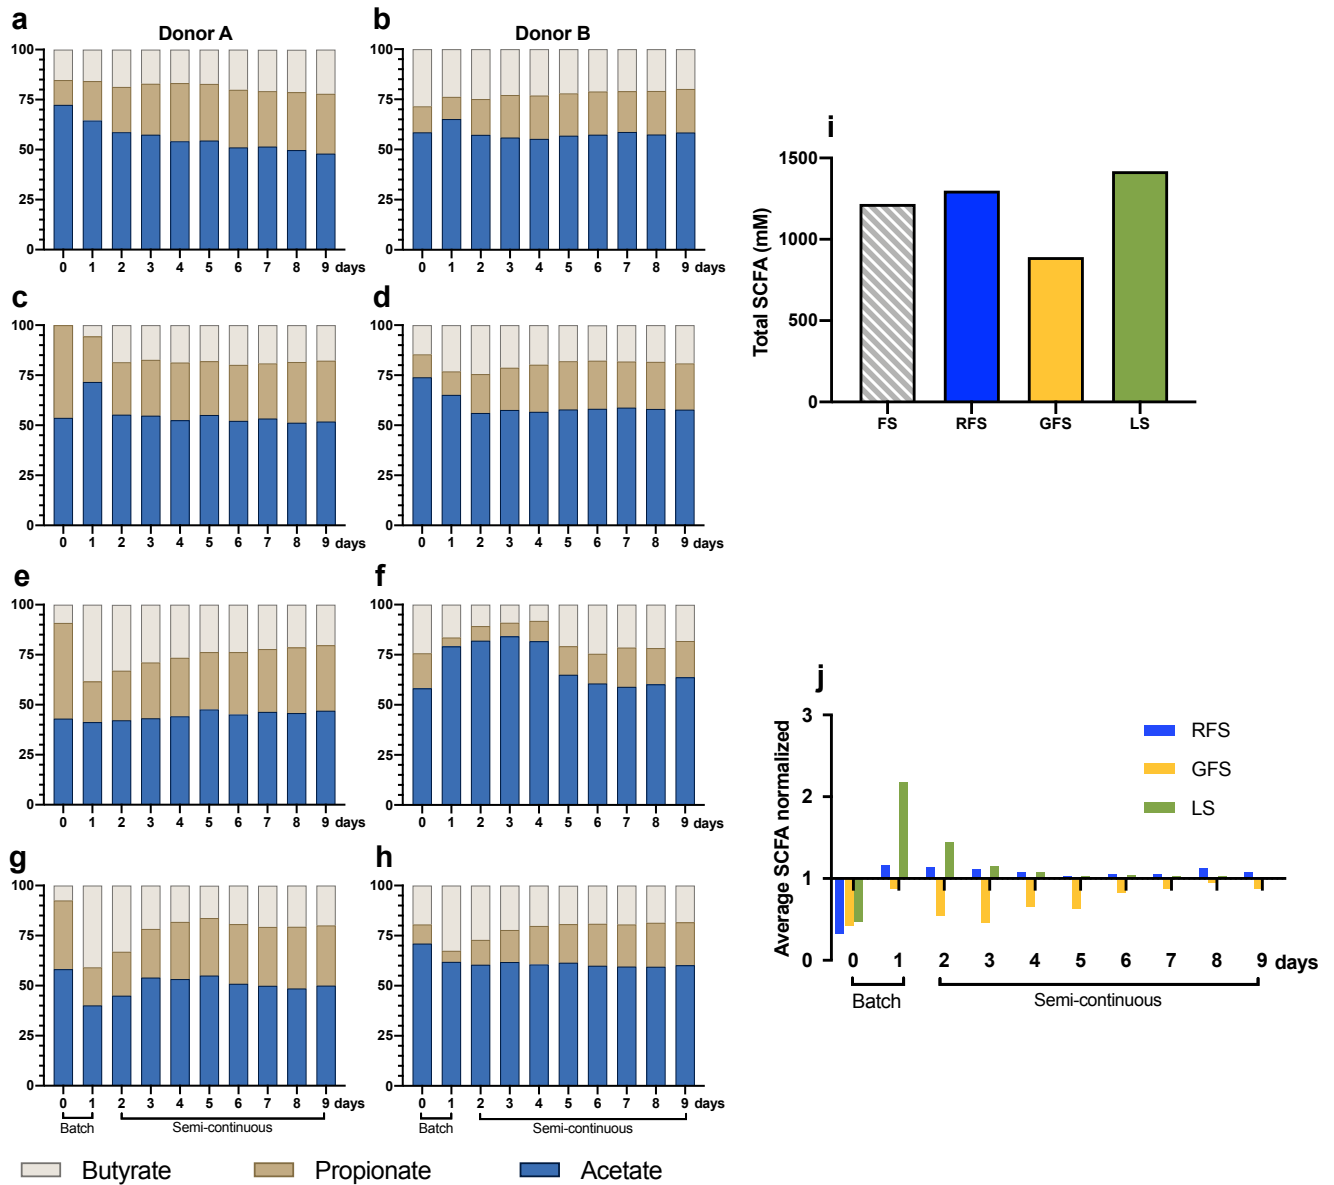 a
Donor A
100
75
50
25
0
0 1 2 3 4 5 6 7 8 9 days
b
Donor B
100
75
50
25
0
0 1 2 3 4 5 6 7 8 9 days
c
100
75
50
25
0
0 1 2 3 4 5 6 7 8 9 days
d
100
75
50
25
0
0 1 2 3 4 5 6 7 8 9 days
e
100
75
50
25
0
0 1 2 3 4 5 6 7 8 9 days
f
100
75
50
25
0
0 1 2 3 4 5 6 7 8 9 days
g
100
75
50
25
0
0 1 2 3 4 5 6 7 8 9 days
Batch Semi-continuous
h
100
75
50
25
0
0 1 2 3 4 5 6 7 8 9 days
Batch Semi-continuous
Butyrate Propionate Acetate
i
Total SCFA (mM)
1500
1000
500
0
FS RFS GFS LS
j
Average SCFA normalized
3
2
1
0
RFS
GFS
LS
0 1 2 3 4 5 6 7 8 9 days
Batch Semi-continuous